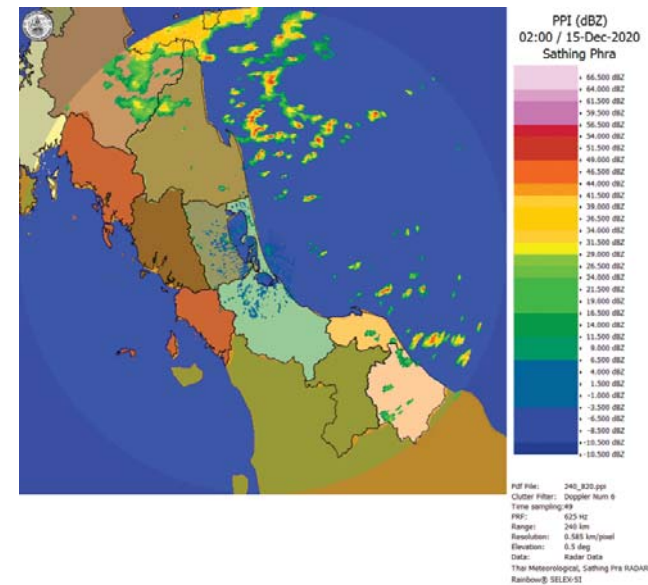 PPI (dBZ)
02:00 / 15-Dec-2020
Sathing Phra
66.500 dBZ
64.000 dBZ
61.500 dBZ
59.500 dBZ
56.500 dBZ
54.000 dBZ
51.500 dBZ
49.000 dBZ
46.500 dBZ
44.000 dBZ
41.500 dBZ
39.000 dBZ
36.500 dBZ
34.000 dBZ
31.500 dBZ
29.000 dBZ
26.500 dBZ
24.000 dBZ
21.500 dBZ
19.000 dBZ
16.500 dBZ
14.000 dBZ
11.500 dBZ
9.000 dBZ
6.500 dBZ
4.000 dBZ
1.500 dBZ
-1.000 dBZ
-3.500 dBZ
-6.500 dBZ
-8.500 dBZ
-10.500 dBZ
-10.500 dBZ
Pdf File: 240_820.ppi
Clutter Filter: Doppler Num 6
Time sampling:49
PRF: 625 Hz
Range: 240 km
Resolution: 0.585 km/pixel
Elevation: 0.5 deg
Data: Radar Data
Thai Meteorological, Sathing Phra RADAR
Rainbow® SELEX-SI